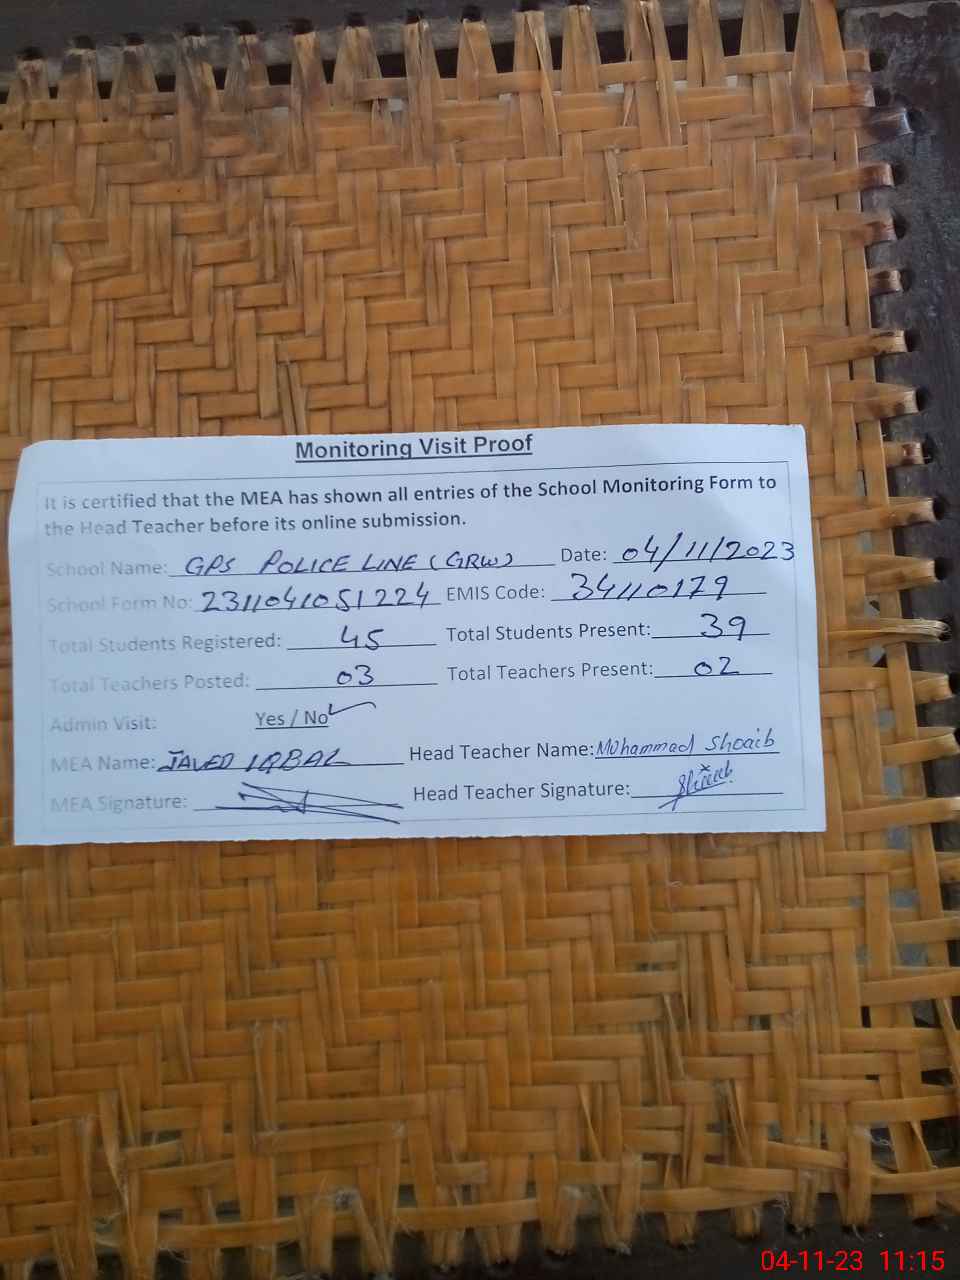 Monitoring Visit Proof
It is certified that the MEA has shown all entries of the School Monitoring Form to
the Head Teacher before its online submission.
School Name: GPS POLICE LINE (GRW) Date: 04/11/2023
School Form No: 2311041051224 EMIS Code: 34110179
Total Students Registered: 45 Total Students Present: 39
Total Teachers Posted: 03 Total Teachers Present: 02
Admin Visit: Yes / No ✓
MEA Name: JAVED IQBAL Head Teacher Name: Mohammad Shoaib
MEA Signature: Head Teacher Signature:
04-11-23 11:15